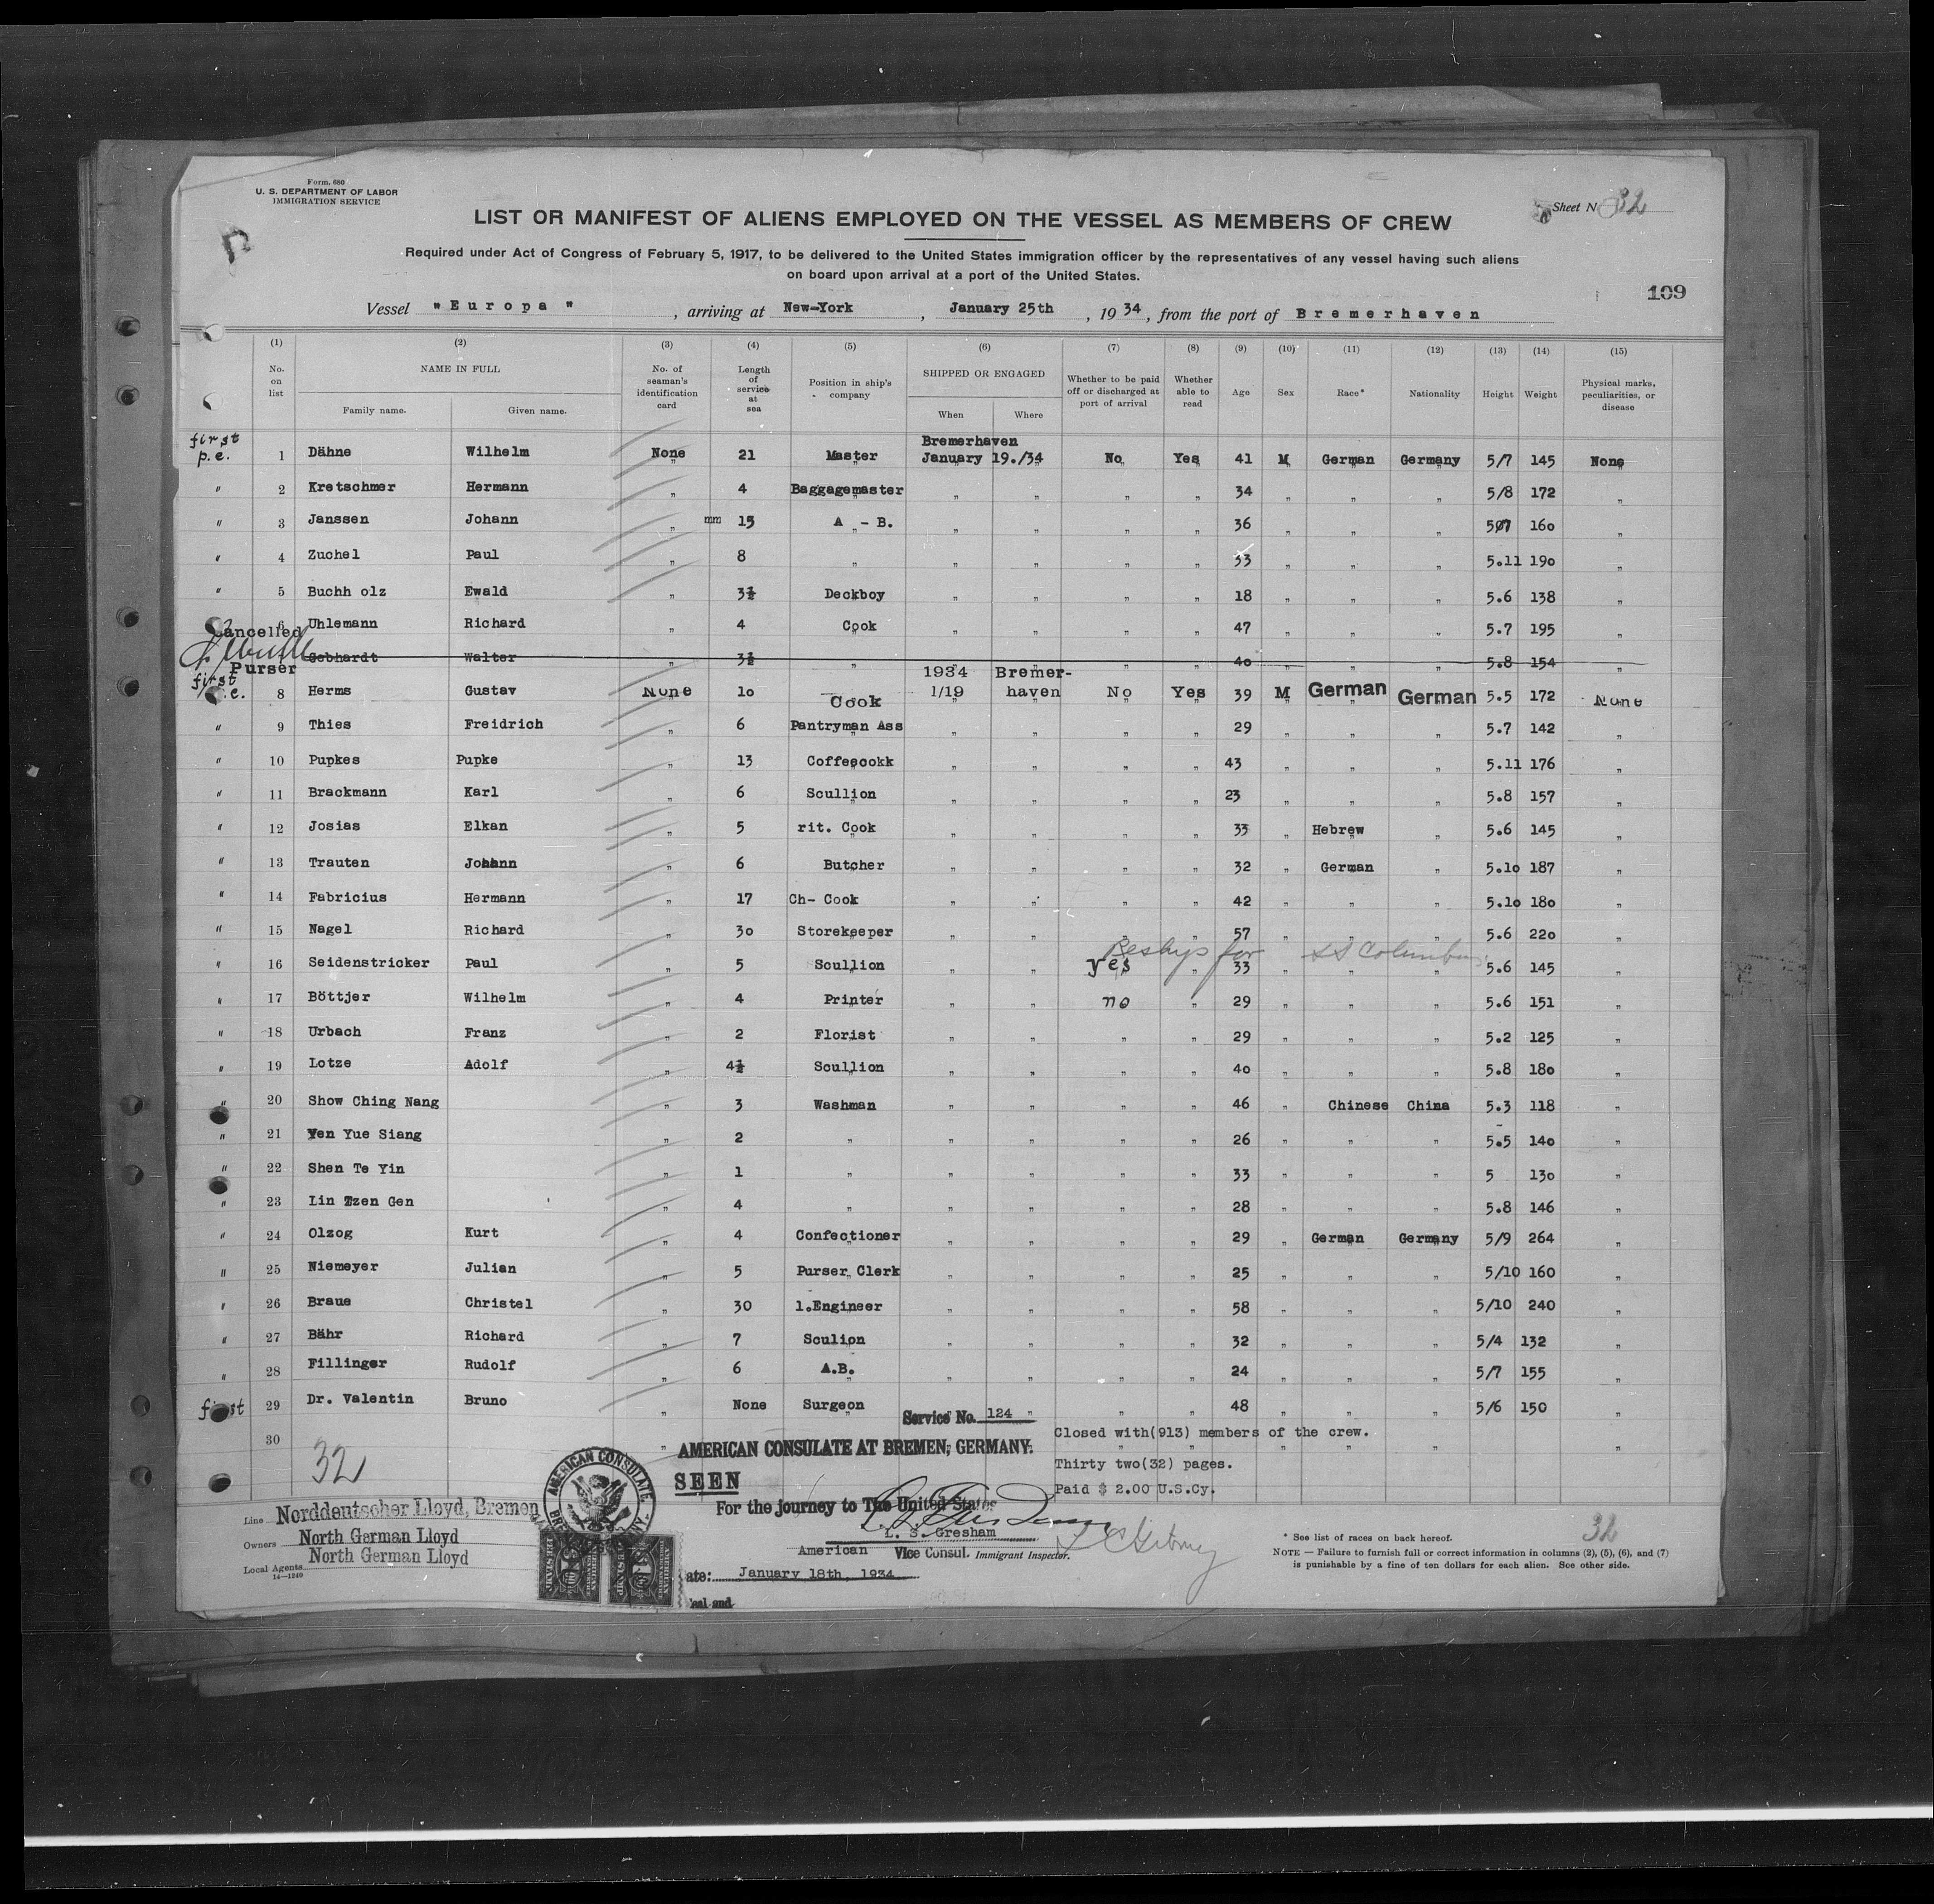 Form 680
U. S. DEPARTMENT OF LABOR
IMMIGRATION SERVICE
Sheet No 32
LIST OR MANIFEST OF ALIENS EMPLOYED ON THE VESSEL AS MEMBERS OF CREW
Required under Act of Congress of February 5, 1917, to be delivered to the United States immigration officer by the representatives of any vessel having such aliens
on board upon arrival at a port of the United States.
109
Vessel "Europa", arriving at New-York, January 25th, 1934, from the port of Bremerhaven
(1) (2) (3) (4) (5) (6) (7) (8) (9) (10) (11) (12) (13) (14) (15)
No. on list NAME IN FULL Family name. Given name. No. of seaman's identification card Length of service at sea Position in ship's company SHIPPED OR ENGAGED When Where Whether to be paid off or discharged at port of arrival Whether able to read Age Sex Race* Nationality Height Weight Physical marks, peculiarities, or disease
first p.e. 1 Dähne Wilhelm None 21 Master Bremerhaven January 19./34 No Yes 41 M German Germany 5/7 145 None
" 2 Kretschmer Hermann " 4 Baggagemaster " " " " 34 " " " 5/8 172 "
" 3 Janssen Johann " mm 15 A - B. " " " " 36 " " " 507 160 "
" 4 Zuchel Paul " 8 " " " " " 33 " " " 5.11 190 "
" 5 Buchh olz Ewald " 3½ Deckboy " " " " 18 " " " 5.6 138 "
6 Uhlemann Richard " 4 Cook " " " " 47 " " " 5.7 195 "
Cancelled
Purser
Gebhardt Walter " 3½ " " " " " 40 " " " 5.8 154 "
first p.e. 8 Herms Gustav None 10 Cook 1934 1/19 Bremer-haven No Yes 39 M German German 5.5 172 None
" 9 Thies Freidrich " 6 Pantryman Ass " " " " 29 " " " 5.7 142 "
" 10 Pupkes Pupke " 13 Coffeecokk " " " " 43 " " " 5.11 176 "
" 11 Brackmann Karl " 6 Scullion " " " " 23 " " " 5.8 157 "
" 12 Josias Elkan " 5 rit. Cook " " " " 33 " Hebrew " 5.6 145 "
" 13 Trauten Johann " 6 Butcher " " " " 32 " German " 5.10 187 "
" 14 Fabricius Hermann " 17 Ch- Cook " " " " 42 " " " 5.10 180 "
" 15 Nagel Richard " 30 Storekeeper " " " " 57 " " " 5.6 220 "
Reships for SS Columbus
" 16 Seidenstricker Paul " 5 Scullion " " yes " 33 " " " 5.6 145 "
" 17 Böttjer Wilhelm " 4 Printer " " no " 29 " " " 5.6 151 "
" 18 Urbach Franz " 2 Florist " " " " 29 " " " 5.2 125 "
" 19 Lotze Adolf " 4½ Scullion " " " " 40 " " " 5.8 180 "
" 20 Show Ching Nang " 3 Washman " " " " 46 " Chinese China 5.3 118 "
" 21 Yen Yue Siang " 2 " " " " " 26 " " " 5.5 140 "
" 22 Shen Te Yin " 1 " " " " " 33 " " " 5 130 "
" 23 Lin Tzen Gen " 4 " " " " " 28 " " " 5.8 146 "
" 24 Olzog Kurt " 4 Confectioner " " " " 29 " German Germany 5/9 264 "
" 25 Niemeyer Julian " 5 Purser Clerk " " " " 25 " " " 5/10 160 "
" 26 Braue Christel " 30 1.Engineer " " " " 58 " " " 5/10 240 "
" 27 Bähr Richard " 7 Sculion " " " " 32 " " " 5/4 132 "
" 28 Fillinger Rudolf " 6 A.B. " " " " 24 " " " 5/7 155 "
first 29 Dr. Valentin Bruno " None Surgeon " " " " 48 " " " 5/6 150 "
30
32
Service No. 124
AMERICAN CONSULATE AT BREMEN, GERMANY.
SEEN
For the journey to The United States
L. S. Gresham
American Vice Consul. Immigrant Inspector.
Date: January 18th, 1934
Closed with(913) members of the crew.
Thirty two(32) pages.
Paid $ 2.00 U.S.Cy.
AMERICAN CONSULATE
Line Norddeutscher Lloyd, Bremen
Owners North German Lloyd
Local Agents North German Lloyd
14—1240
32
* See list of races on back hereof.
NOTE — Failure to furnish full or correct information in columns (2), (5), (6), and (7)
is punishable by a fine of ten dollars for each alien. See other side.